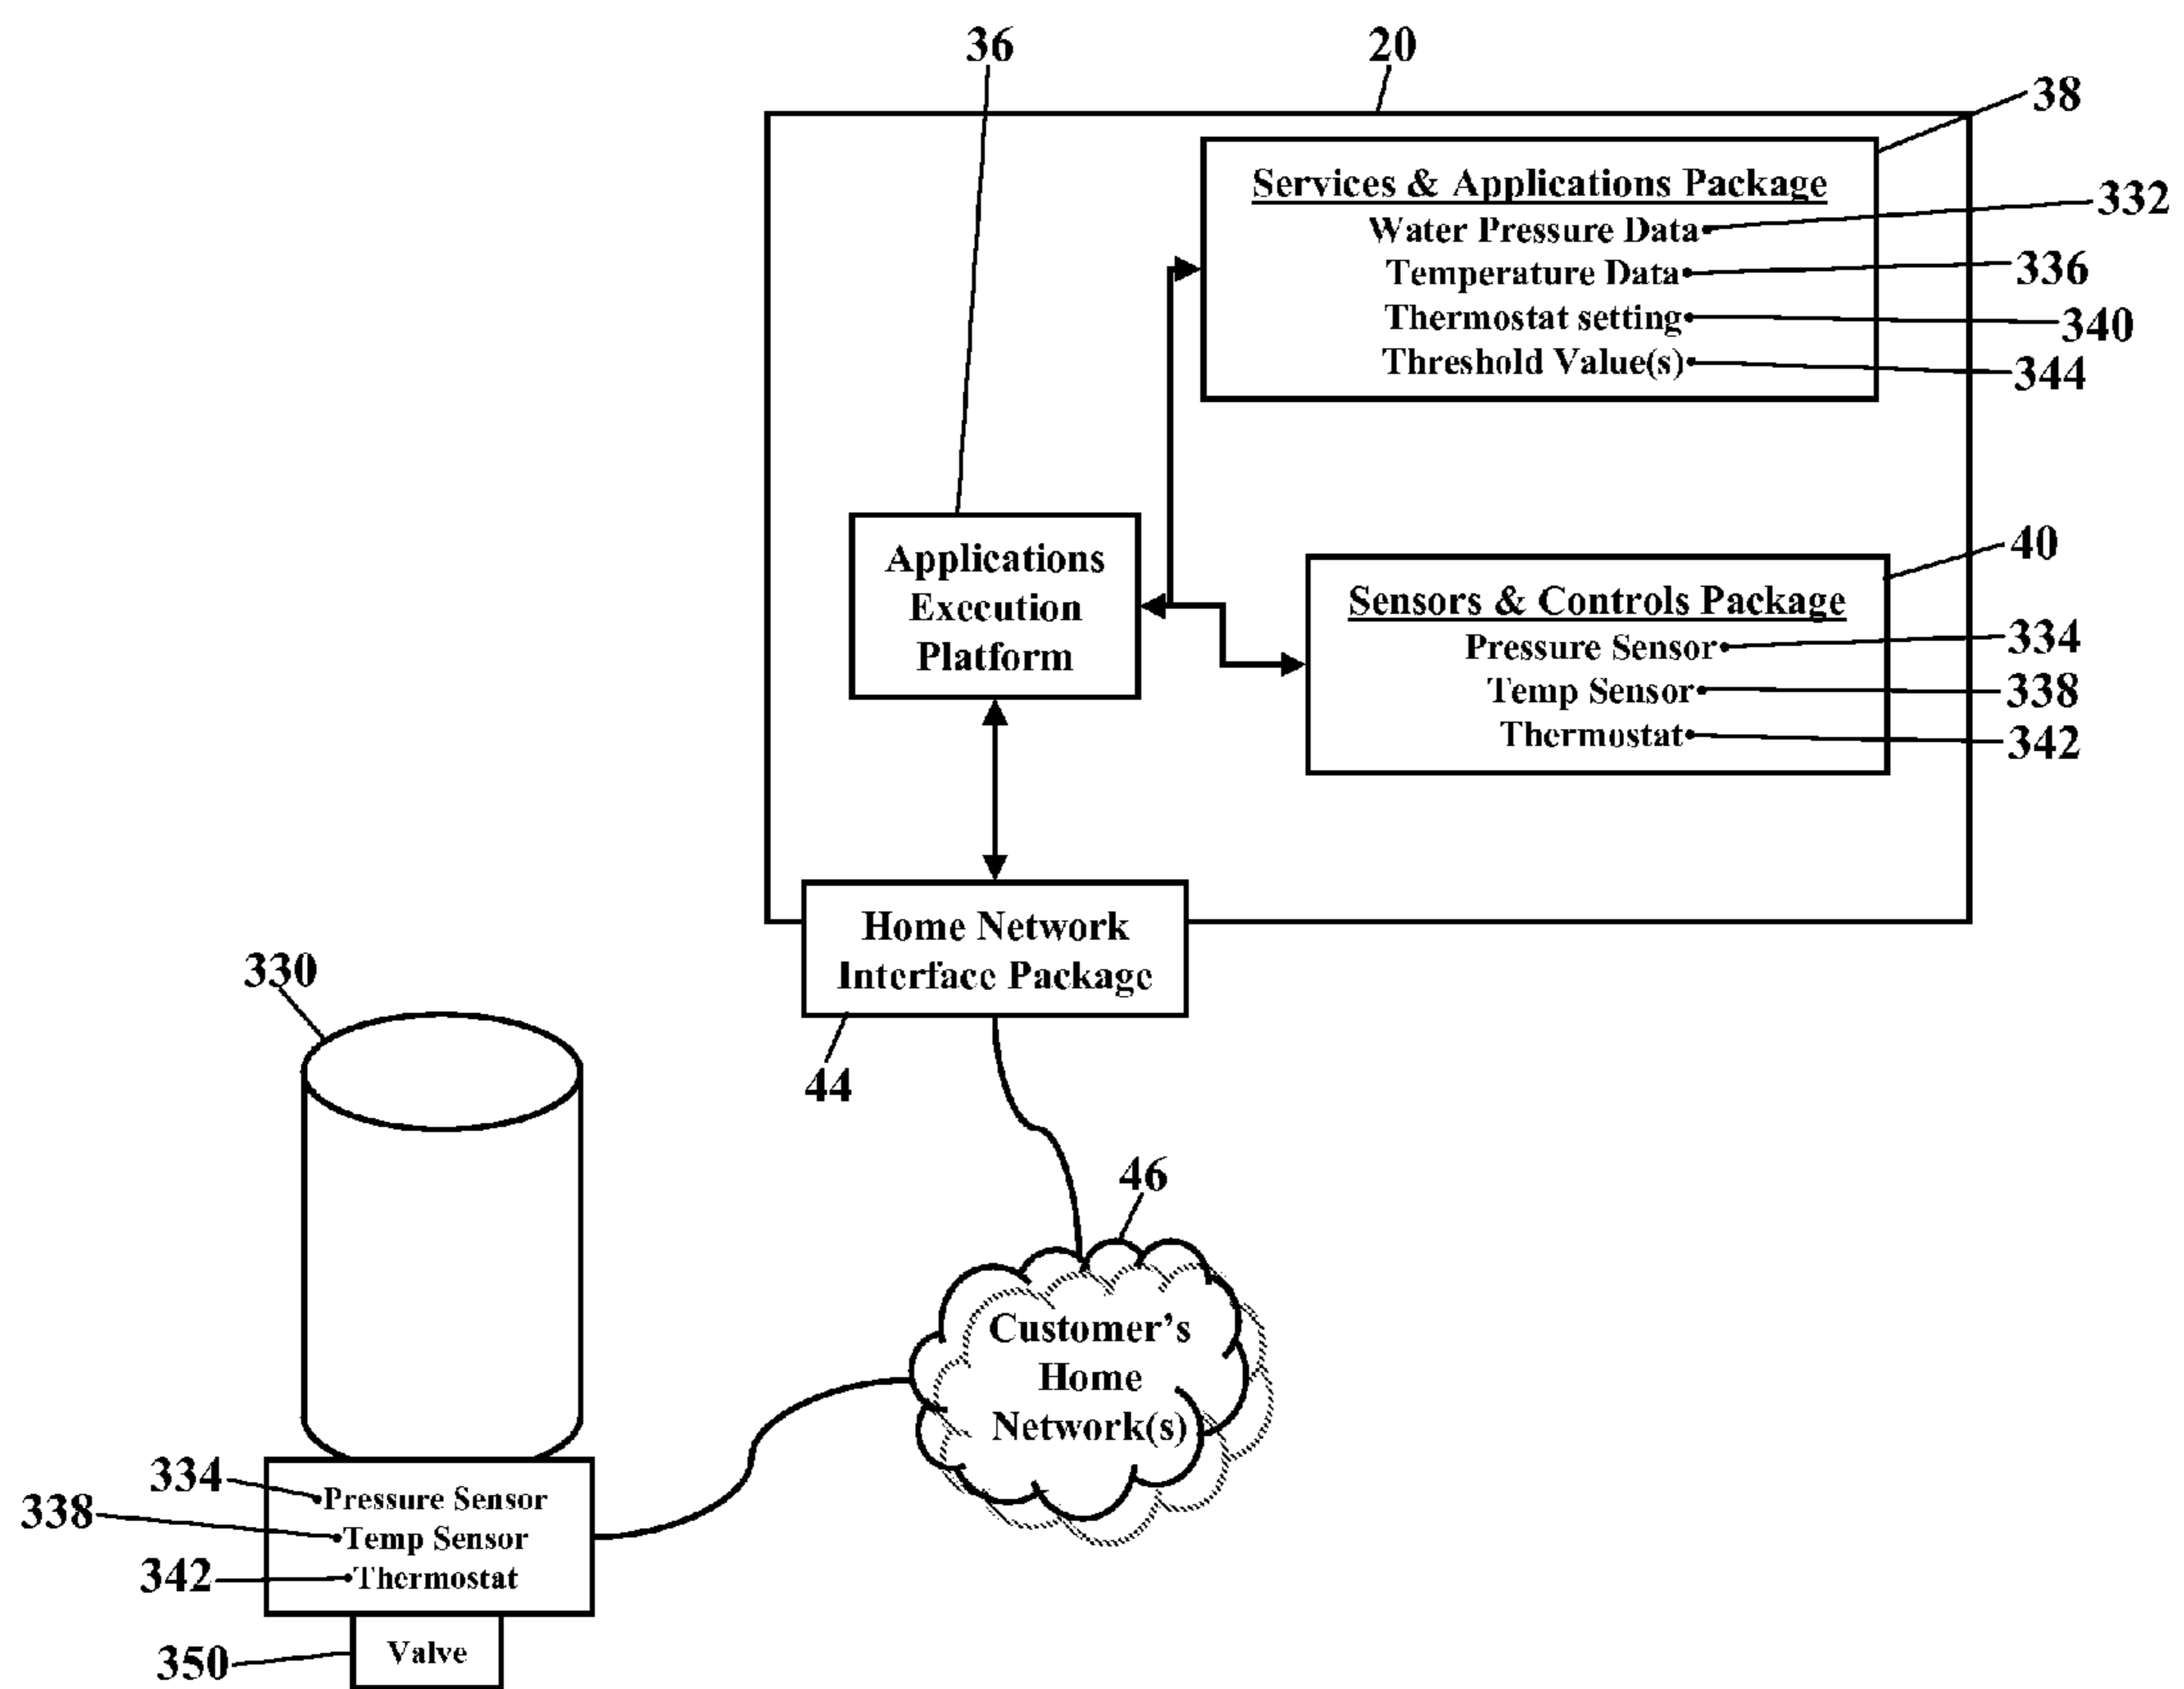 36
20
38
Services & Applications Package
Water Pressure Data
332
Temperature Data
336
Thermostat setting
340
Threshold Value(s)
344
Applications
Execution
Platform
40
Sensors & Controls Package
Pressure Sensor
334
Temp Sensor
338
Thermostat
342
Home Network
Interface Package
44
330
46
Customer's
Home
Network(s)
334
Pressure Sensor
338
Temp Sensor
342
Thermostat
350
Valve